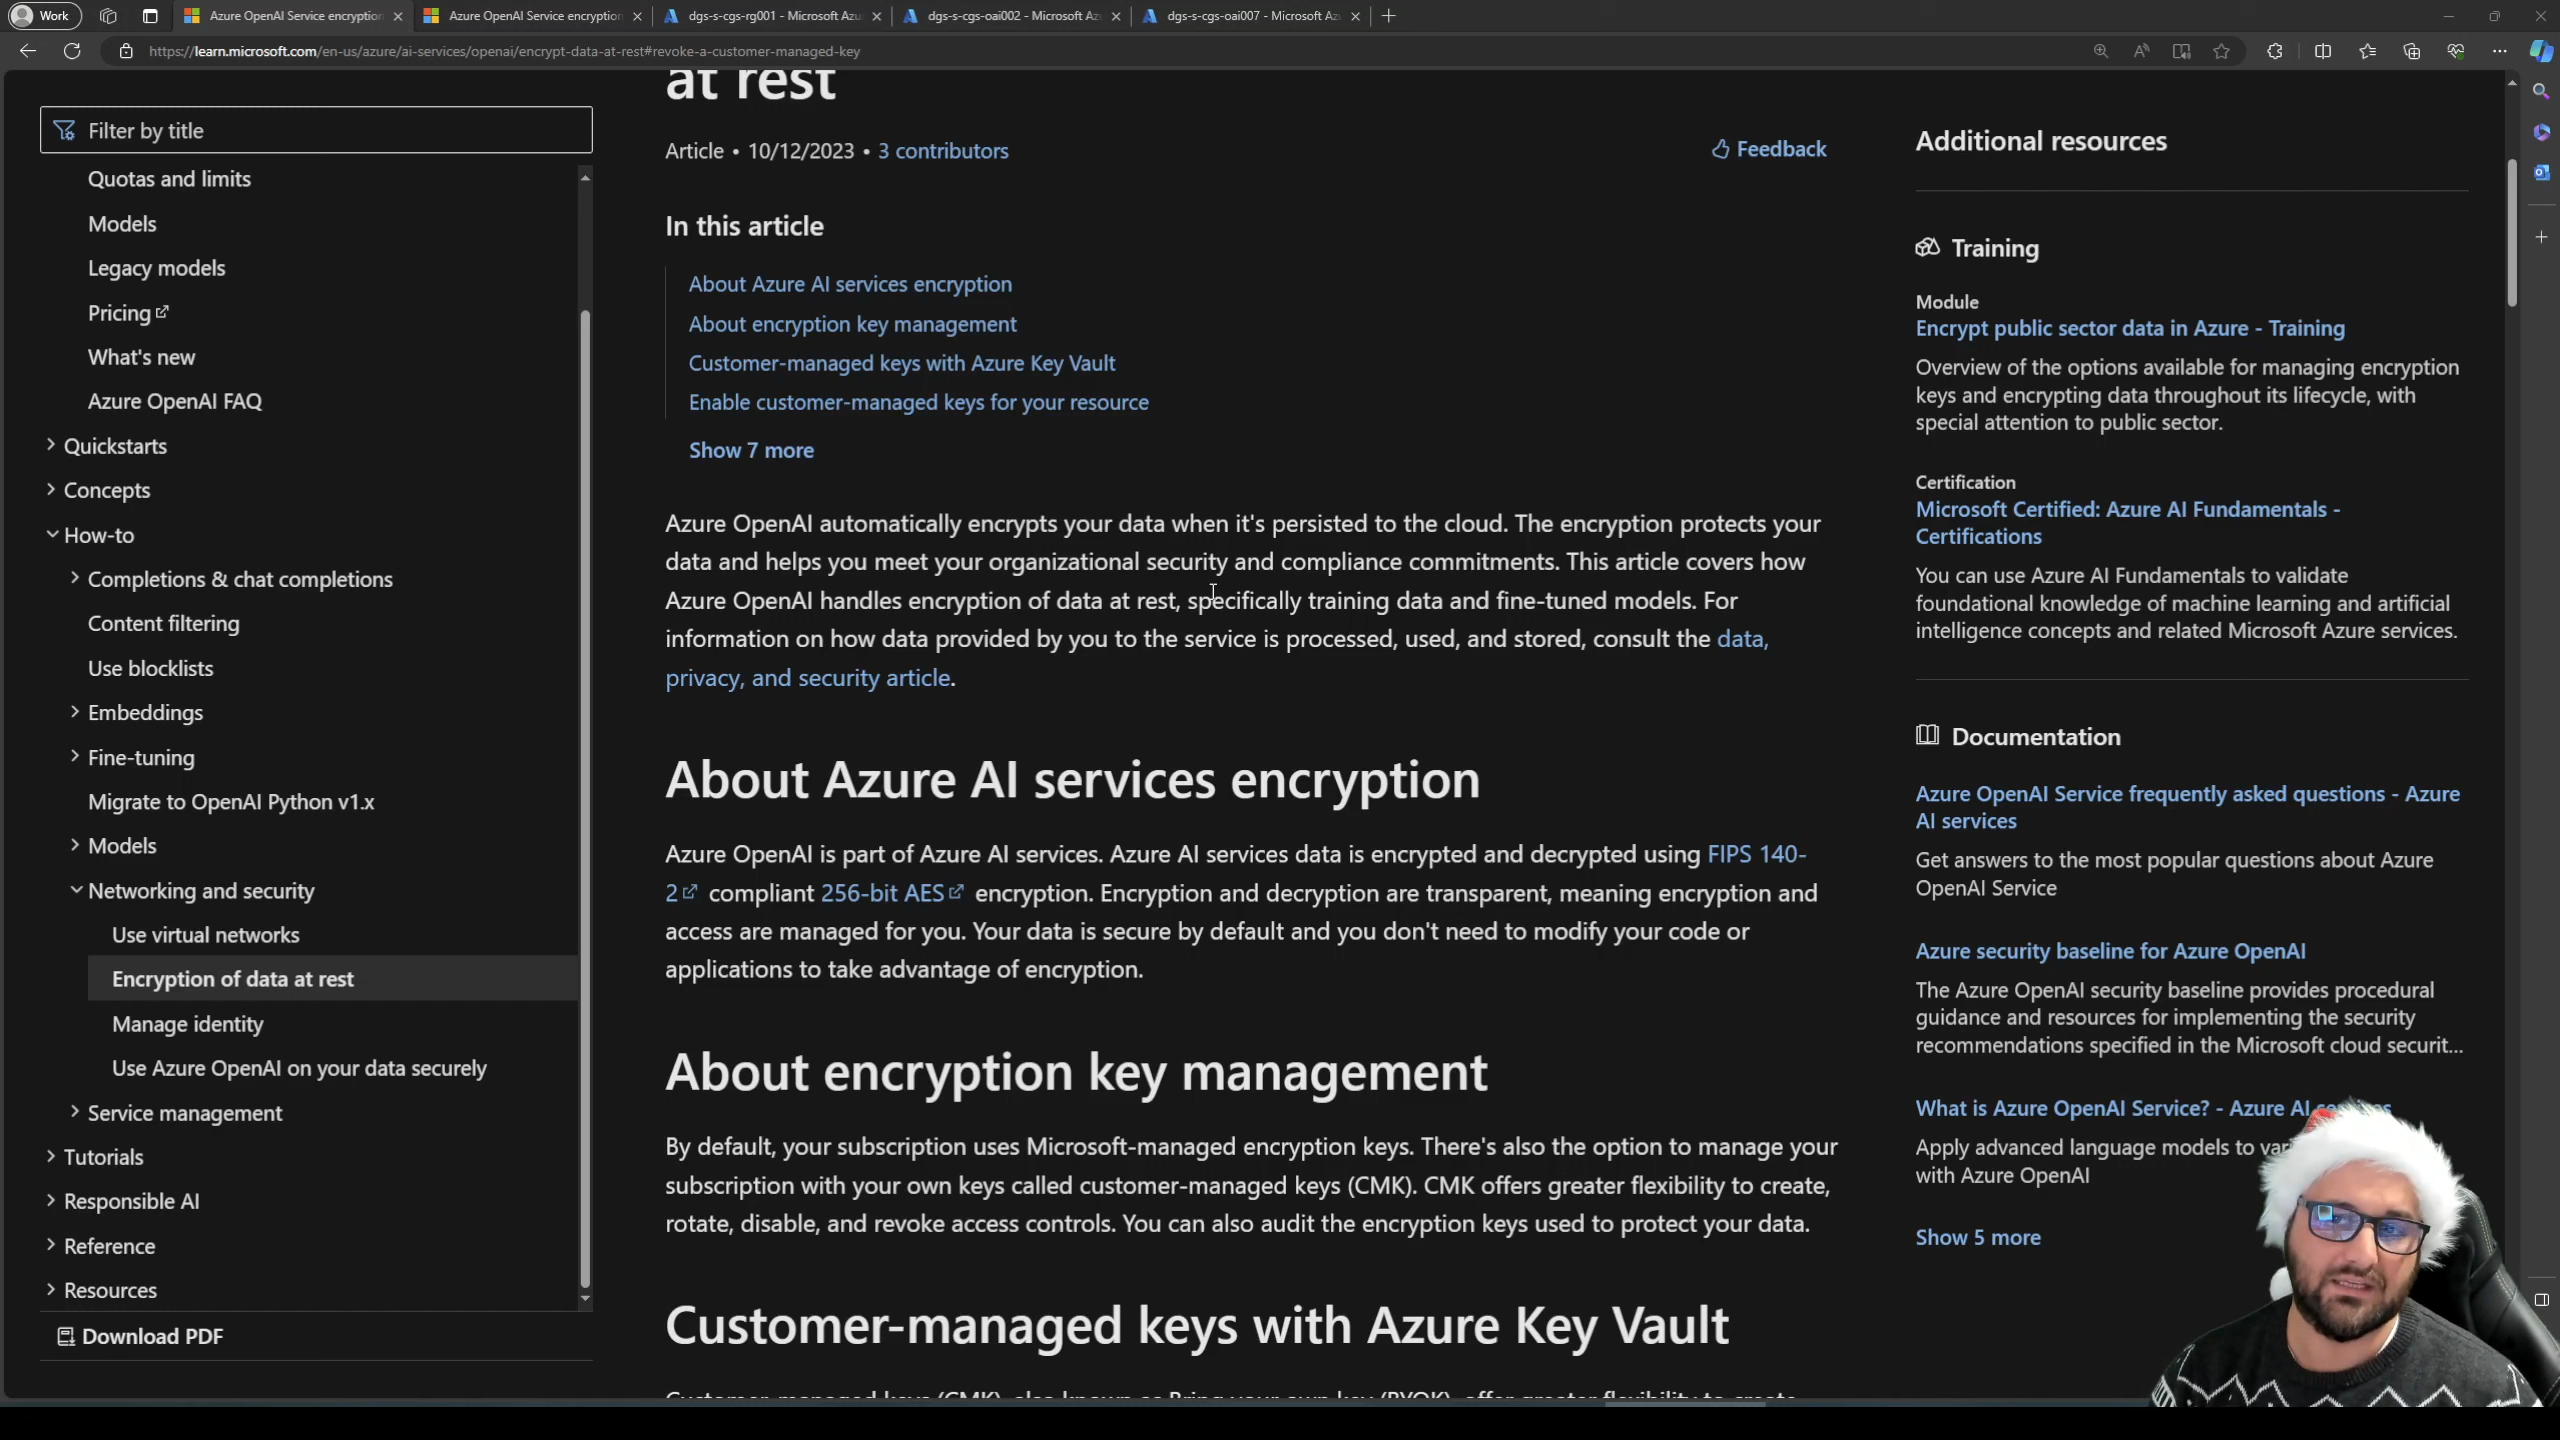 Work
Azure OpenAI Service encryption
Azure OpenAI Service encryption
dgs-s-cgs-rg001 - Microsoft Azu
dgs-s-cgs-oai002 - Microsoft Az
dgs-s-cgs-oai007 - Microsoft Az
https://learn.microsoft.com/en-us/azure/ai-services/openai/encrypt-data-at-rest#revoke-a-customer-managed-key
Filter by title
Quotas and limits
Models
Legacy models
Pricing
What's new
Azure OpenAI FAQ
Quickstarts
Concepts
How-to
Completions & chat completions
Content filtering
Use blocklists
Embeddings
Fine-tuning
Migrate to OpenAI Python v1.x
Models
Networking and security
Use virtual networks
Encryption of data at rest
Manage identity
Use Azure OpenAI on your data securely
Service management
Tutorials
Responsible AI
Reference
Resources
Download PDF
at rest
Article • 10/12/2023 • 3 contributors
Feedback
In this article
About Azure AI services encryption
About encryption key management
Customer-managed keys with Azure Key Vault
Enable customer-managed keys for your resource
Show 7 more
Azure OpenAI automatically encrypts your data when it's persisted to the cloud. The encryption protects your
data and helps you meet your organizational security and compliance commitments. This article covers how
Azure OpenAI handles encryption of data at rest, specifically training data and fine-tuned models. For
information on how data provided by you to the service is processed, used, and stored, consult the data,
privacy, and security article.
About Azure AI services encryption
Azure OpenAI is part of Azure AI services. Azure AI services data is encrypted and decrypted using FIPS 140-
2 compliant 256-bit AES encryption. Encryption and decryption are transparent, meaning encryption and
access are managed for you. Your data is secure by default and you don't need to modify your code or
applications to take advantage of encryption.
About encryption key management
By default, your subscription uses Microsoft-managed encryption keys. There's also the option to manage your
subscription with your own keys called customer-managed keys (CMK). CMK offers greater flexibility to create,
rotate, disable, and revoke access controls. You can also audit the encryption keys used to protect your data.
Customer-managed keys with Azure Key Vault
Customer-managed keys (CMK), also known as Bring your own key (BYOK), offer greater flexibility to create,
Additional resources
Training
Module
Encrypt public sector data in Azure - Training
Overview of the options available for managing encryption
keys and encrypting data throughout its lifecycle, with
special attention to public sector.
Certification
Microsoft Certified: Azure AI Fundamentals -
Certifications
You can use Azure AI Fundamentals to validate
foundational knowledge of machine learning and artificial
intelligence concepts and related Microsoft Azure services.
Documentation
Azure OpenAI Service frequently asked questions - Azure
AI services
Get answers to the most popular questions about Azure
OpenAI Service
Azure security baseline for Azure OpenAI
The Azure OpenAI security baseline provides procedural
guidance and resources for implementing the security
recommendations specified in the Microsoft cloud securit...
What is Azure OpenAI Service? - Azure AI services
Apply advanced language models to var
with Azure OpenAI
Show 5 more